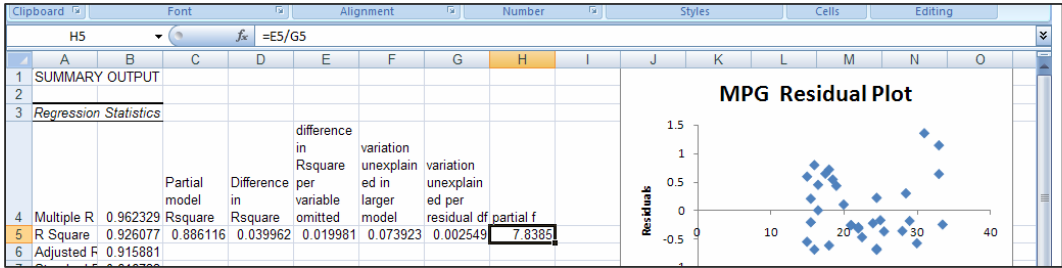 Clipboard Font Alignment Number Styles Cells Editing
H5 fx =E5/G5
A B C D E F G H I J K L M N O
1 SUMMARY OUTPUT
2
3 Regression Statistics
4 Multiple R 0.962329 Partial model Rsquare Difference in Rsquare difference in Rsquare per variable omitted variation unexplain ed in larger model variation unexplain ed per residual df partial f
5 R Square 0.926077 0.886116 0.039962 0.019981 0.073923 0.002549 7.8385
6 Adjusted R 0.915881
MPG Residual Plot
Residuals
1.5
1
0.5
0
-0.5
10 20 30 40